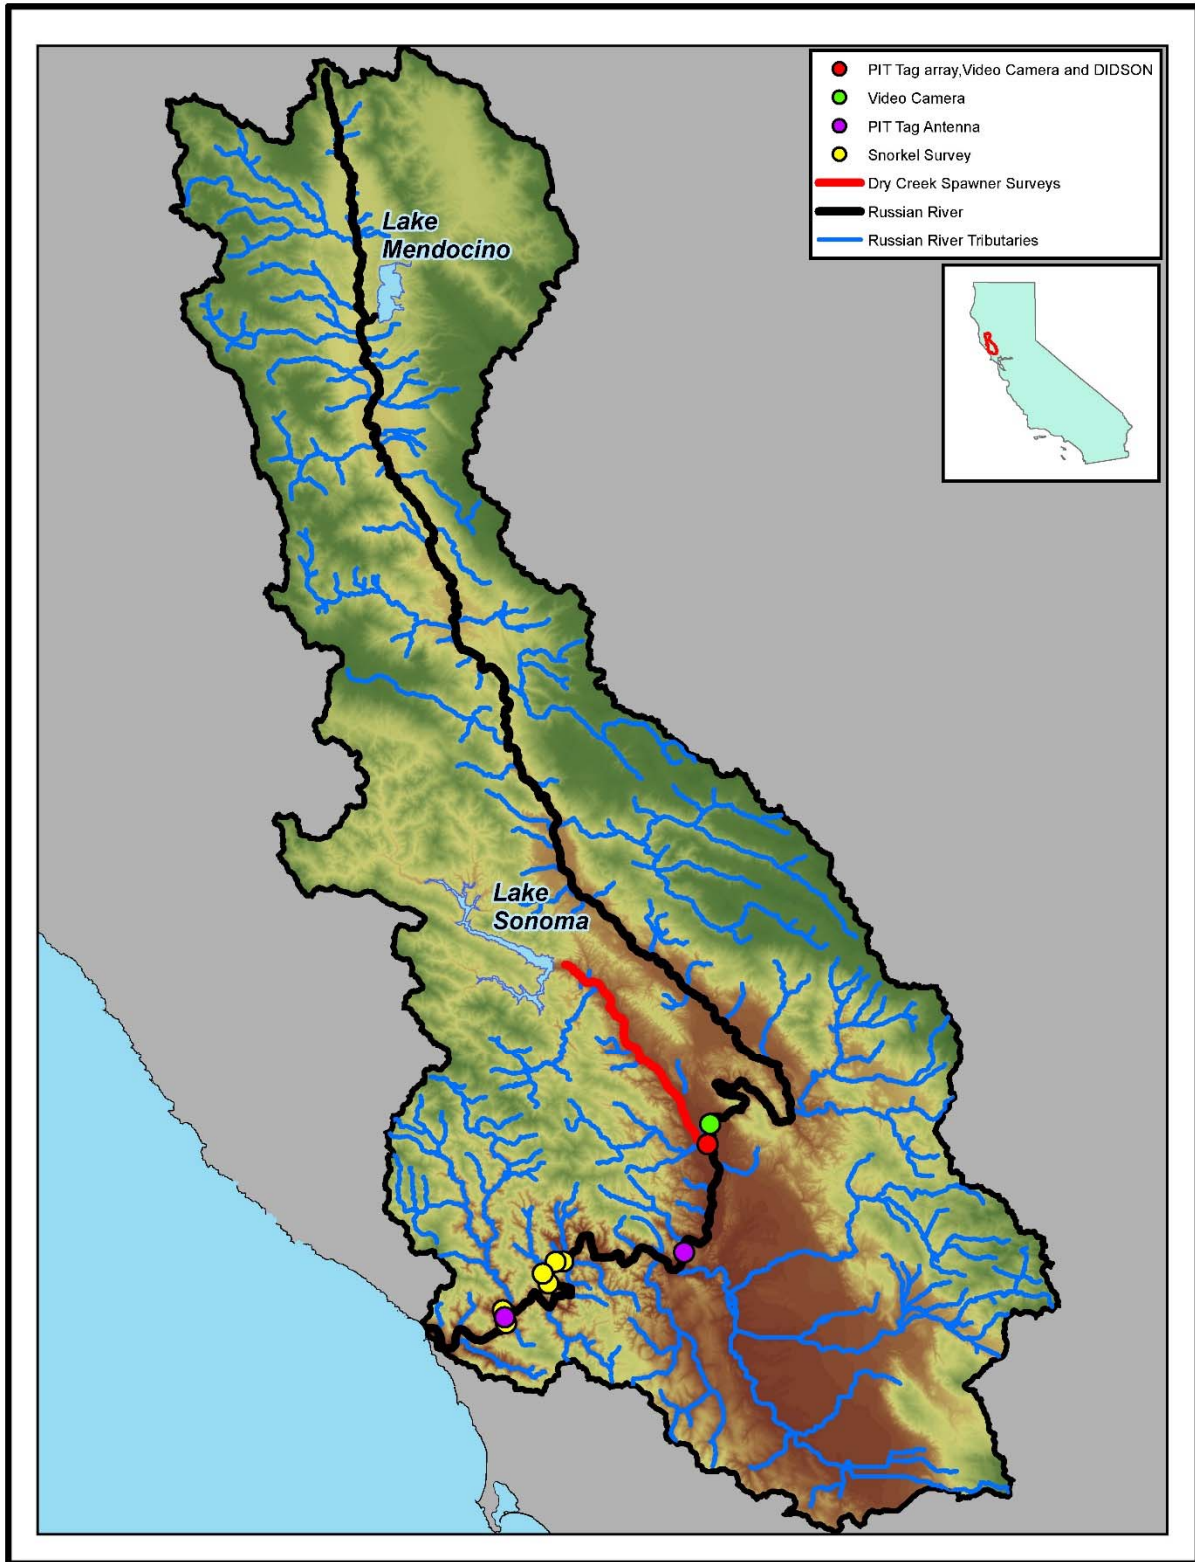 PIT Tag array,Video Camera and DIDSON
Video Camera
PIT Tag Antenna
Snorkel Survey
Dry Creek Spawner Surveys
Russian River
Russian River Tributaries
Lake
Mendocino
Lake
Sonoma